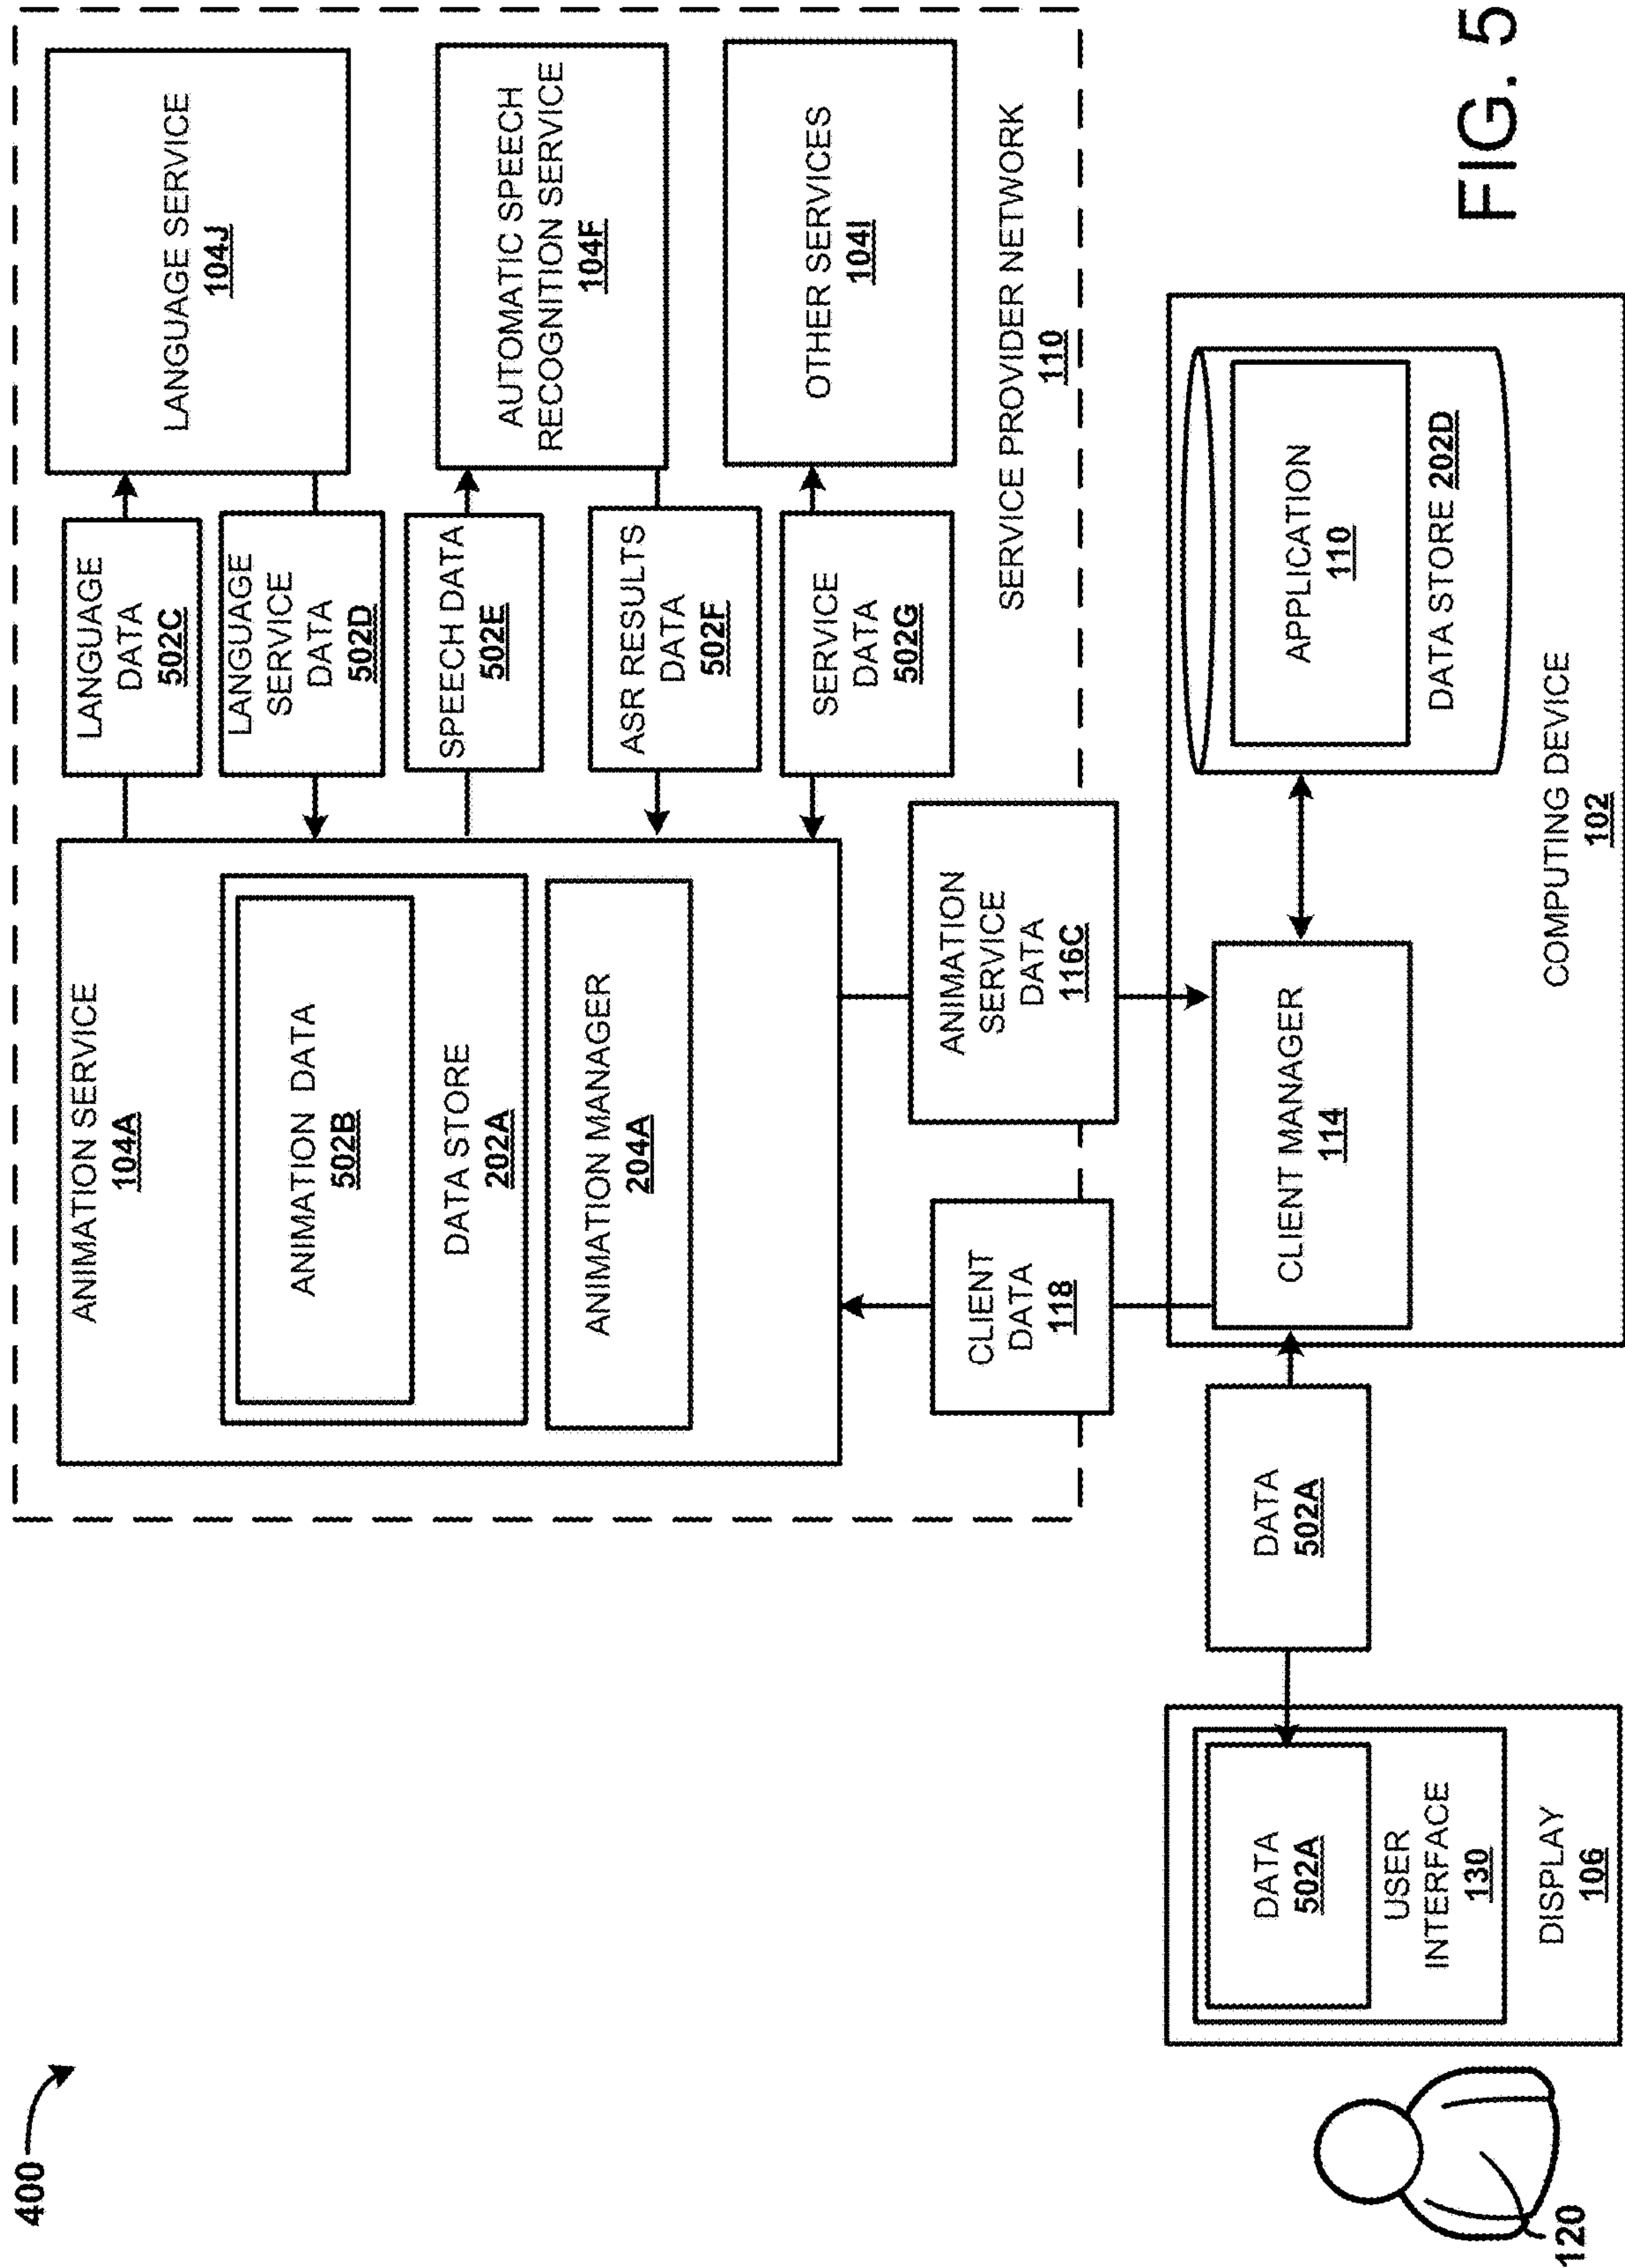 400
ANIMATION SERVICE
104A
ANIMATION DATA
502B
DATA STORE
202A
ANIMATION MANAGER
204A
LANGUAGE
DATA
502C
LANGUAGE
SERVICE
DATA
502D
SPEECH DATA
502E
ASR RESULTS
DATA
502F
SERVICE
DATA
502G
LANGUAGE SERVICE
104J
AUTOMATIC SPEECH
RECOGNITION SERVICE
104F
OTHER SERVICES
104I
SERVICE PROVIDER NETWORK
110
CLIENT
DATA
118
ANIMATION
SERVICE
DATA
116C
120
DATA
502A
USER
INTERFACE
130
DISPLAY
106
DATA
502A
CLIENT MANAGER
114
APPLICATION
110
DATA STORE 202D
COMPUTING DEVICE
102
FIG. 5